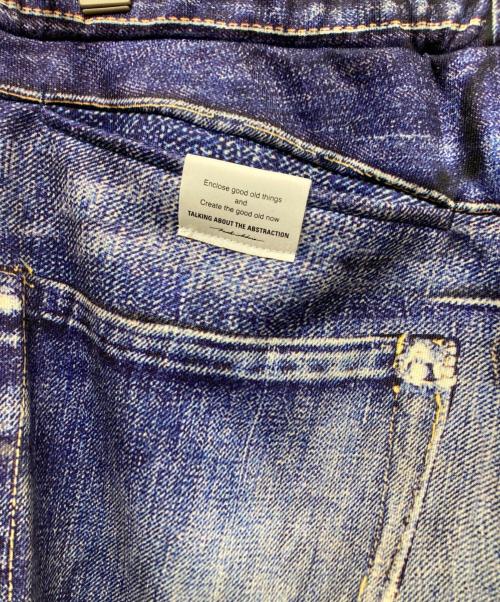 Enclose good old things
and
Create the good old now
TALKING ABOUT THE ABSTRACTION